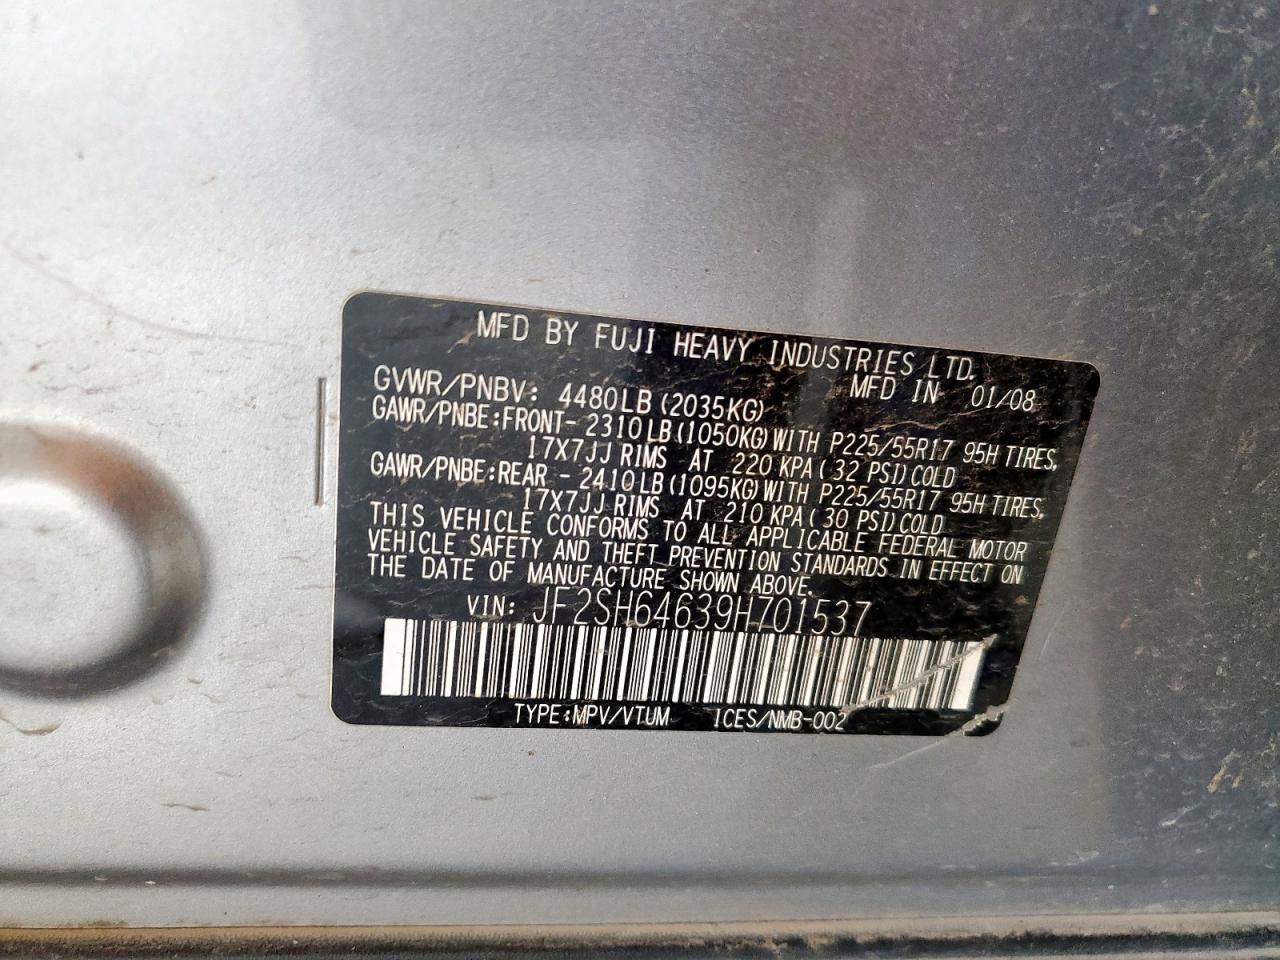 MFD BY FUJI HEAVY INDUSTRIES LTD.
MFD IN 01/08
GVWR/PNBV: 4480LB (2035KG)
GAWR/PNBE:FRONT- 2310LB (1050KG) WITH P225/55R17 95H TIRES,
17X7JJ RIMS AT 220 KPA (32 PSI) COLD
GAWR/PNBE:REAR - 2410LB (1095KG) WITH P225/55R17 95H TIRES,
17X7JJ RIMS AT 210 KPA (30 PSI) COLD
THIS VEHICLE CONFORMS TO ALL APPLICABLE FEDERAL MOTOR
VEHICLE SAFETY AND THEFT PREVENTION STANDARDS IN EFFECT ON
THE DATE OF MANUFACTURE SHOWN ABOVE.
VIN: JF2SH64639H701537
TYPE:MPV/VTUM ICES/NMB-002